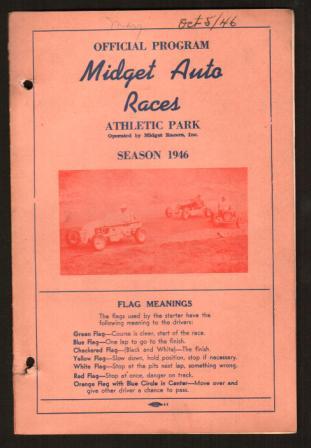 May Oct 5/46
OFFICIAL PROGRAM
Midget Auto
Races
ATHLETIC PARK
Operated by Midget Racers, Inc.
SEASON 1946
FLAG MEANINGS
The flags used by the starter have the
following meaning to the drivers:
Green Flag—Course is clear, start of the race.
Blue Flag—One lap to go to the finish.
Checkered Flag—(Black and White)—The finish.
Yellow Flag—Slow down, hold position, stop if necessary.
White Flag—Stop at the pits next lap, something wrong.
Red Flag—Stop at once, danger on track.
Orange Flag with Blue Circle in Center—Move over and
give other driver a chance to pass.